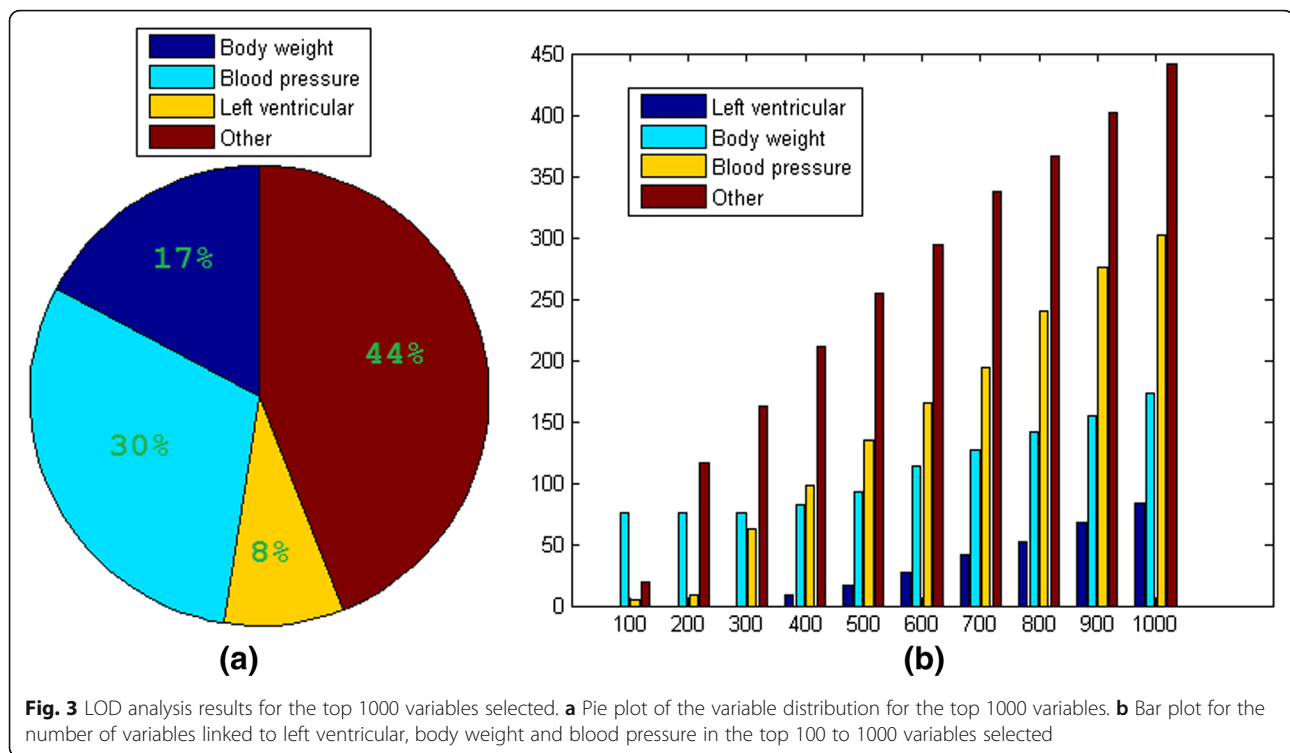 Body weight
Blood pressure
Left ventricular
Other
17%
44%
30%
8%
(a)
450
400
350
300
250
200
150
100
50
0
Left ventricular
Body weight
Blood pressure
Other
100 200 300 400 500 600 700 800 900 1000
(b)
Fig. 3 LOD analysis results for the top 1000 variables selected. a Pie plot of the variable distribution for the top 1000 variables. b Bar plot for the
number of variables linked to left ventricular, body weight and blood pressure in the top 100 to 1000 variables selected